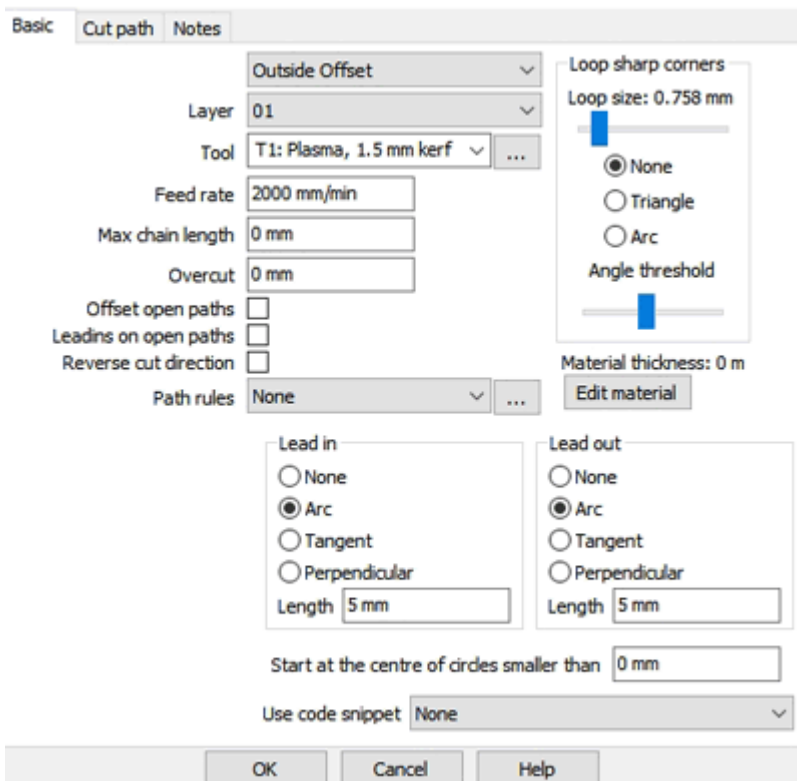 Basic Cut path Notes
Outside Offset
Layer 01
Tool T1: Plasma, 1.5 mm kerf ...
Feed rate 2000 mm/min
Max chain length 0 mm
Overcut 0 mm
Offset open paths
Leadins on open paths
Reverse cut direction
Path rules None ...
Loop sharp corners
Loop size: 0.758 mm
None
Triangle
Arc
Angle threshold
Material thickness: 0 m
Edit material
Lead in
None
Arc
Tangent
Perpendicular
Length 5 mm
Lead out
None
Arc
Tangent
Perpendicular
Length 5 mm
Start at the centre of circles smaller than 0 mm
Use code snippet None
OK Cancel Help